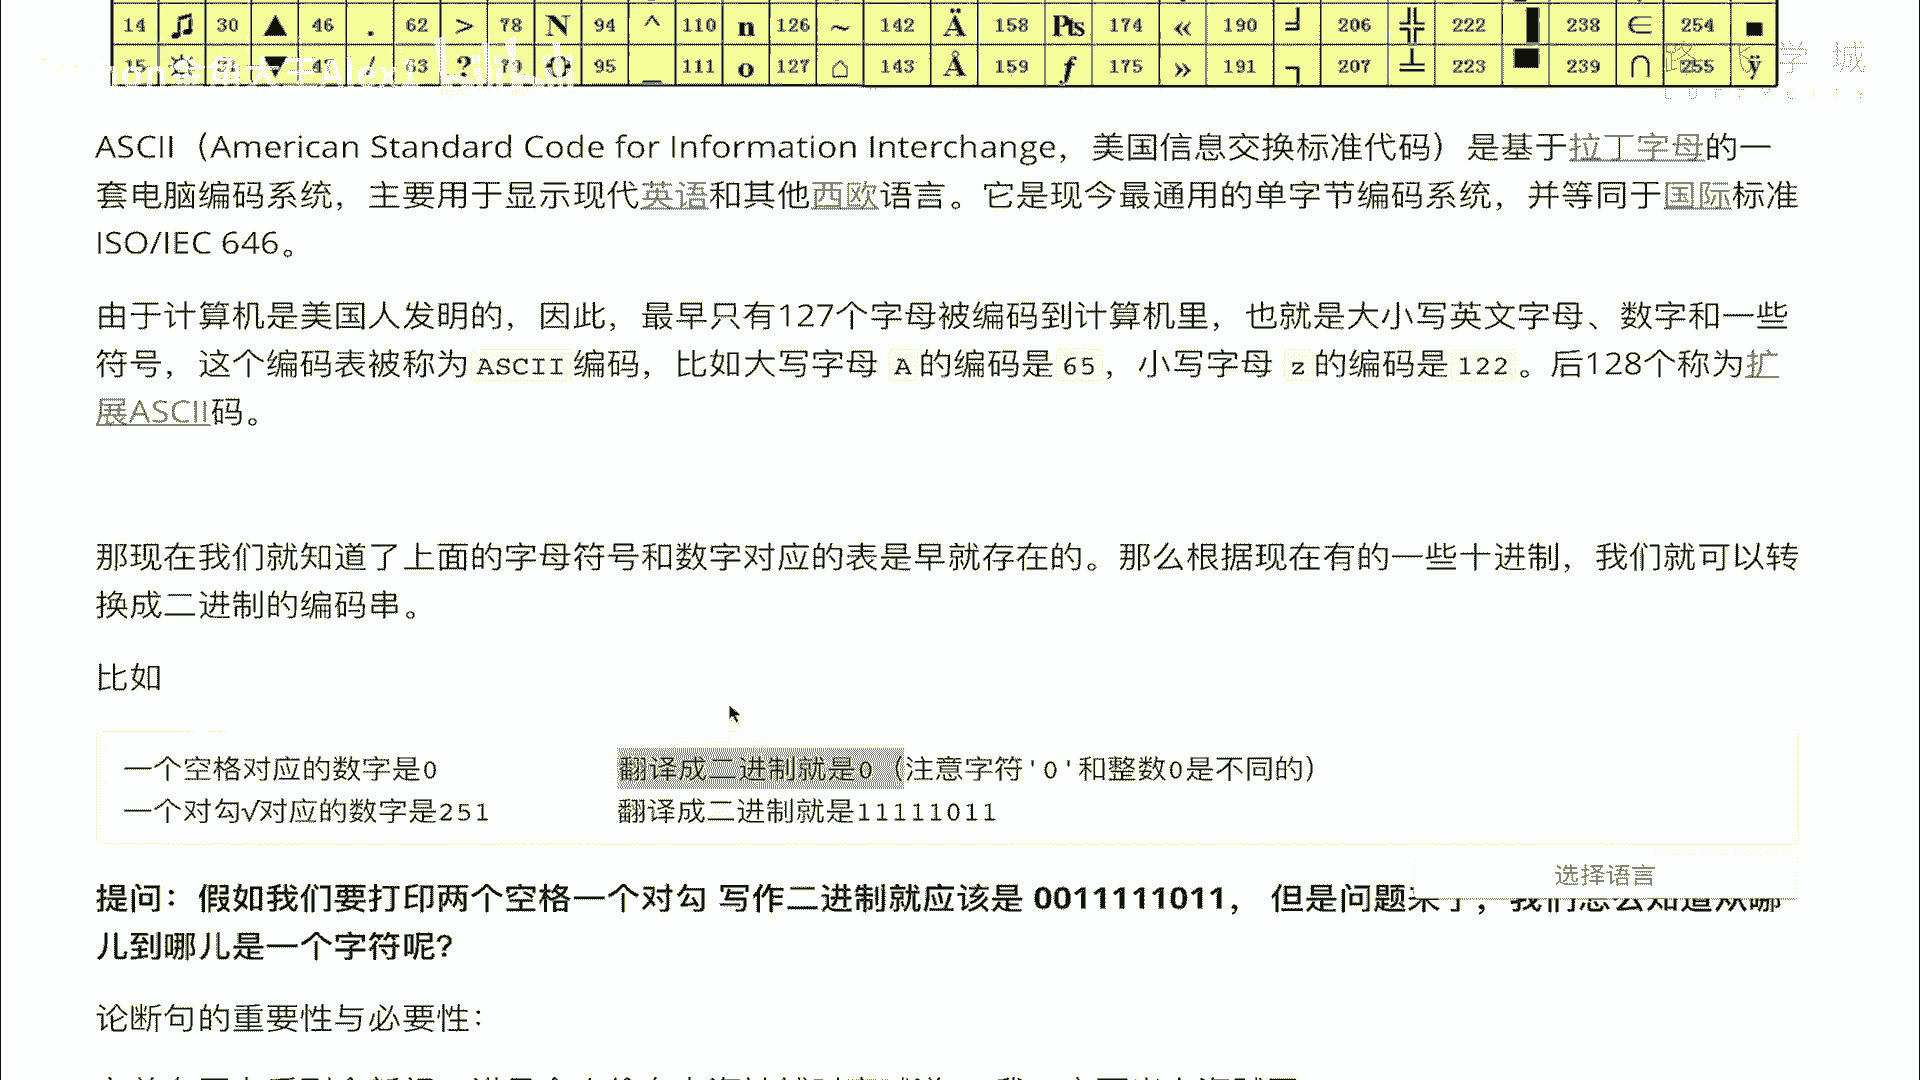 14 ♫ 30 ▲ 46 . 62 > 78 N 94 ^ 110 n 126 ~ 142 Ä 158 Pts 174 « 190 ╛ 206 ╬ 222 ▐ 238 ∈ 254 ■
15 ☼ 31 ▼ 47 / 63 ? 79 O 95 _ 111 o 127 ⌂ 143 Å 159 ƒ 175 » 191 ┐ 207 ╧ 223 ▀ 239 ∩ 255 ÿ
路 飞 学 城
ASCII（American Standard Code for Information Interchange，美国信息交换标准代码）是基于拉丁字母的一
套电脑编码系统，主要用于显示现代英语和其他西欧语言。它是现今最通用的单字节编码系统，并等同于国际标准
ISO/IEC 646。
由于计算机是美国人发明的，因此，最早只有127个字母被编码到计算机里，也就是大小写英文字母、数字和一些
符号，这个编码表被称为 ASCII 编码，比如大写字母 A 的编码是 65 ，小写字母 z 的编码是 122 。后128个称为扩
展ASCII码。
那现在我们就知道了上面的字母符号和数字对应的表是早就存在的。那么根据现在有的一些十进制，我们就可以转
换成二进制的编码串。
比如
一个空格对应的数字是0 翻译成二进制就是0（注意字符'0'和整数0是不同的）
一个对勾√对应的数字是251 翻译成二进制就是11111011
选择语言
提问：假如我们要打印两个空格一个对勾 写作二进制就应该是 0011111011， 但是问题来了，我们怎么知道从哪
儿到哪儿是一个字符呢？
论断句的重要性与必要性：